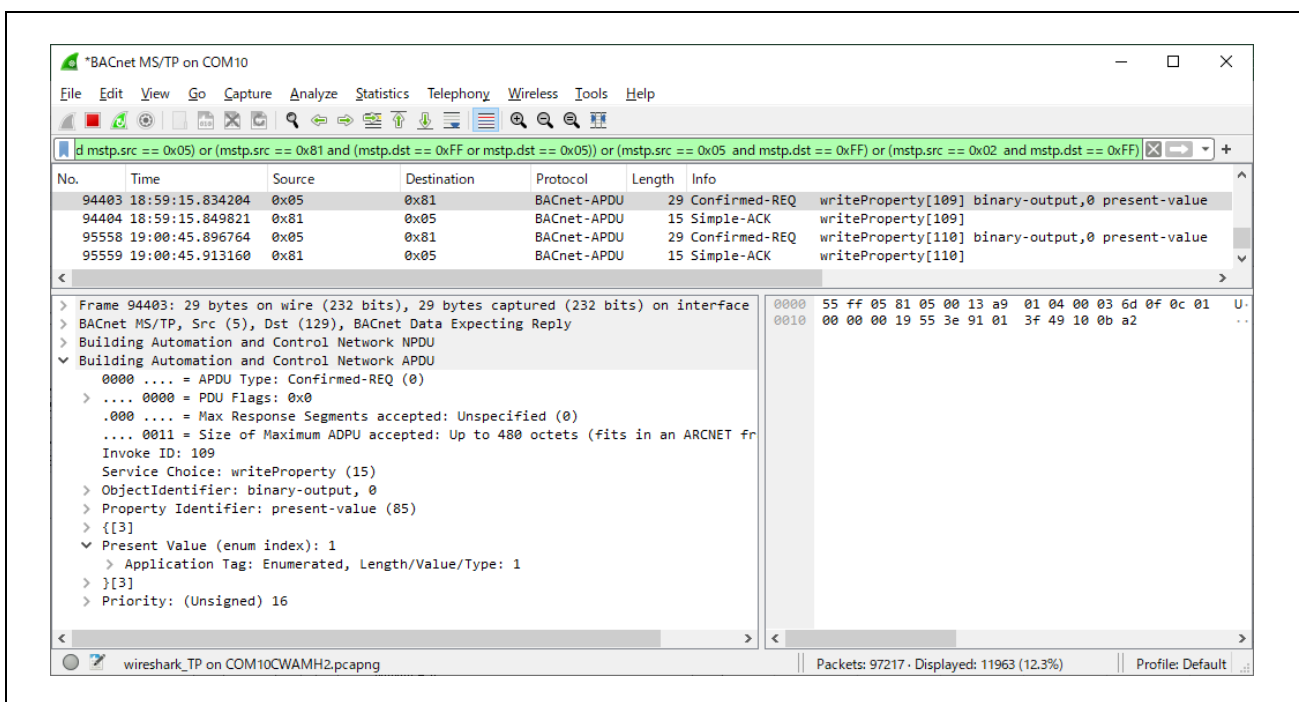 *BACnet MS/TP on COM10
File Edit View Go Capture Analyze Statistics Telephony Wireless Tools Help
d mstp.src == 0x05) or (mstp.src == 0x81 and (mstp.dst == 0xFF or mstp.dst == 0x05)) or (mstp.src == 0x05 and mstp.dst == 0xFF) or (mstp.src == 0x02 and mstp.dst == 0xFF)
No. Time Source Destination Protocol Length Info
94403 18:59:15.834204 0x05 0x81 BACnet-APDU 29 Confirmed-REQ writeProperty[109] binary-output,0 present-value
94404 18:59:15.849821 0x81 0x05 BACnet-APDU 15 Simple-ACK writeProperty[109]
95558 19:00:45.896764 0x05 0x81 BACnet-APDU 29 Confirmed-REQ writeProperty[110] binary-output,0 present-value
95559 19:00:45.913160 0x81 0x05 BACnet-APDU 15 Simple-ACK writeProperty[110]
> Frame 94403: 29 bytes on wire (232 bits), 29 bytes captured (232 bits) on interface
> BACnet MS/TP, Src (5), Dst (129), BACnet Data Expecting Reply
> Building Automation and Control Network NPDU
Building Automation and Control Network APDU
0000 .... = APDU Type: Confirmed-REQ (0)
> .... 0000 = PDU Flags: 0x0
.000 .... = Max Response Segments accepted: Unspecified (0)
.... 0011 = Size of Maximum ADPU accepted: Up to 480 octets (fits in an ARCNET fr
Invoke ID: 109
Service Choice: writeProperty (15)
> ObjectIdentifier: binary-output, 0
> Property Identifier: present-value (85)
> {[3]
Present Value (enum index): 1
> Application Tag: Enumerated, Length/Value/Type: 1
> }[3]
> Priority: (Unsigned) 16
0000 55 ff 05 81 05 00 13 a9 01 04 00 03 6d 0f 0c 01 U·
0010 00 00 00 19 55 3e 91 01 3f 49 10 0b a2 ··
wireshark_TP on COM10CWAMH2.pcapng
Packets: 97217 · Displayed: 11963 (12.3%)
Profile: Default